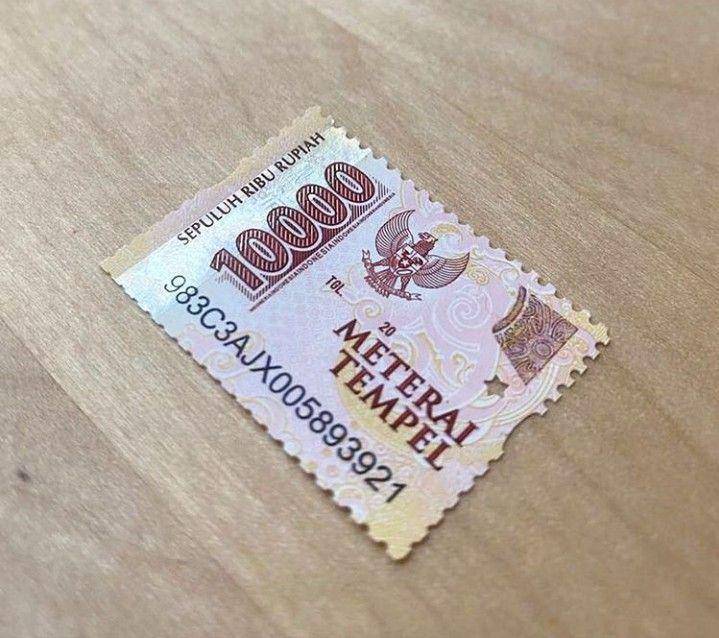 SEPULUH RIBU RUPIAH
10000
TGL.
20
METERAI
TEMPEL
983C3AJX005893921